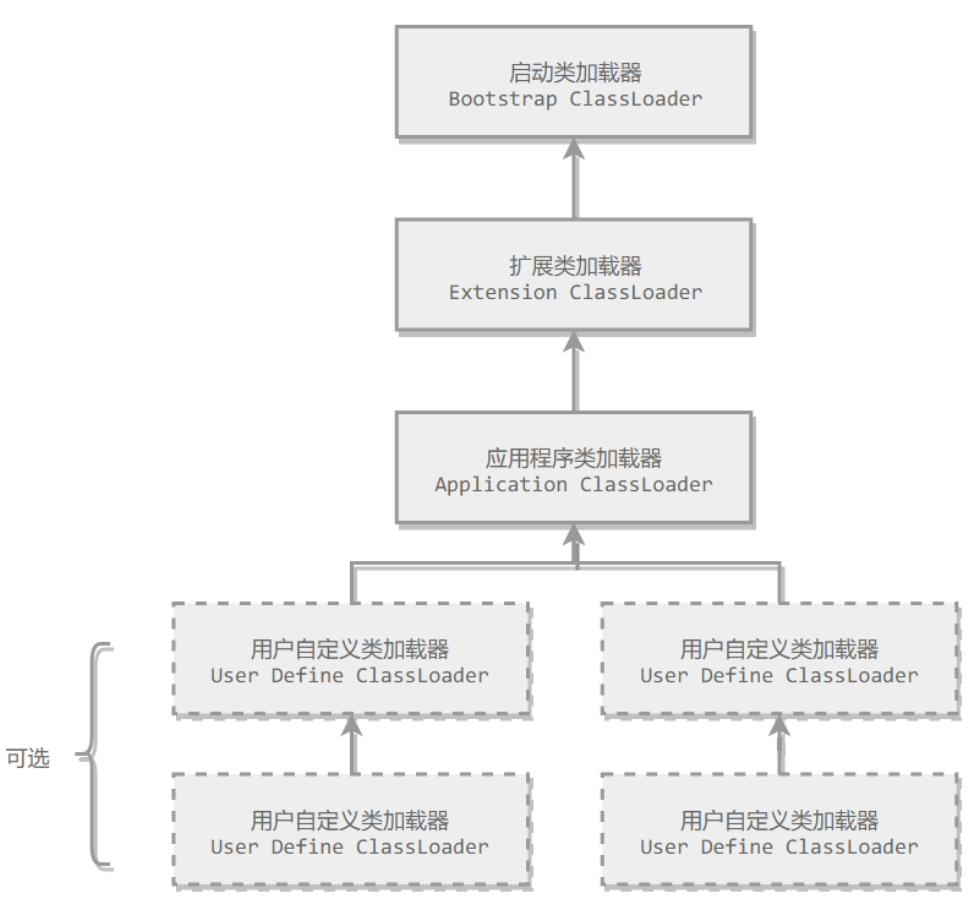 启动类加载器
Bootstrap ClassLoader
扩展类加载器
Extension ClassLoader
应用程序类加载器
Application ClassLoader
用户自定义类加载器
User Define ClassLoader
用户自定义类加载器
User Define ClassLoader
可选
用户自定义类加载器
User Define ClassLoader
用户自定义类加载器
User Define ClassLoader